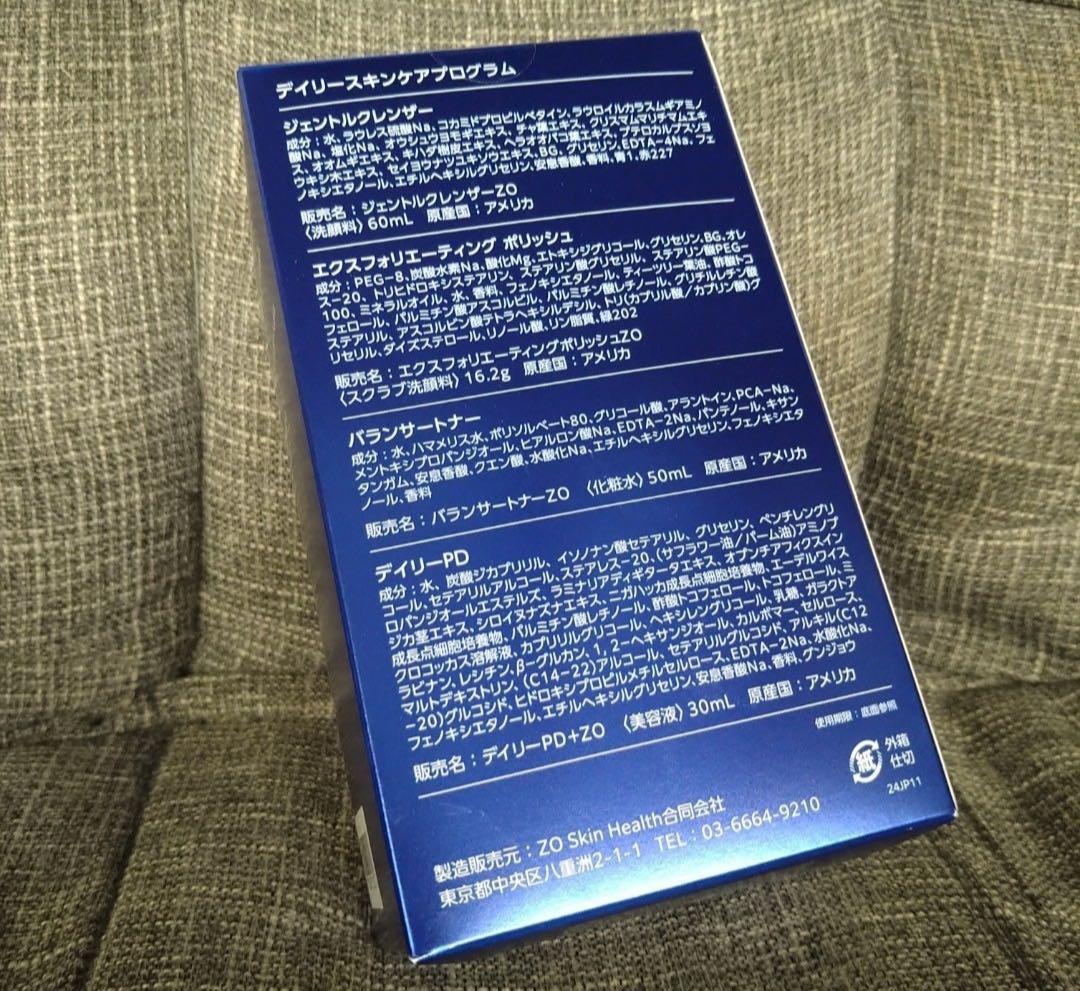 デイリースキンケアプログラム
ジェントルクレンザー
成分：水、ラウレス硫酸Na、コカミドプロピルベタイン、ラウロイルカラスムギアミノ
酸Na、塩化Na、オウシュウヨモギエキス、チャ葉エキス、クリスマムマリチマムエキ
ス、オオムギエキス、キハダ樹皮エキス、ヘラオオバコ葉エキス、プテロカルプスソヨ
ウキシ木エキス、セイヨウナツユキソウエキス、BG、グリセリン、EDTA-4Na、フェ
ノキシエタノール、エチルヘキシルグリセリン、安息香酸、香料、青1、赤227
販売名：ジェントルクレンザーZO
〈洗顔料〉60mL 原産国：アメリカ
エクスフォリエーティング ポリッシュ
成分：PEG-8、炭酸水素Na、酸化Mg、エトキシジグリコール、グリセリン、BG、オレ
ス-20、トリヒドロキシステアリン、ステアリン酸グリセリル、ステアリン酸PEG-
100、ミネラルオイル、水、香料、フェノキシエタノール、ティーツリー葉油、酢酸トコ
フェロール、パルミチン酸アスコルビル、パルミチン酸レチノール、グリチルレチン酸
ステアリル、アスコルビン酸テトラヘキシルデシル、トリ(カプリル酸/カプリン酸)グ
リセリル、ダイズステロール、リノール酸、リン脂質、緑202
販売名：エクスフォリエーティングポリッシュZO
〈スクラブ洗顔料〉16.2g 原産国：アメリカ
バランサートナー
成分：水、ハマメリス水、ポリソルベート80、グリコール酸、アラントイン、PCA-Na、
メントキシプロパンジオール、ヒアルロン酸Na、EDTA-2Na、パンテノール、キサン
タンガム、安息香酸、クエン酸、水酸化Na、エチルヘキシルグリセリン、フェノキシエタ
ノール、香料
販売名：バランサートナーZO 〈化粧水〉50mL 原産国：アメリカ
デイリーPD
成分：水、炭酸ジカプリリル、イソノナン酸セテアリル、グリセリン、ペンチレングリ
コール、セテアリルアルコール、ステアレス-20、(サフラワー油/パーム油)アミノプ
ロパンジオールエステルズ、ラミナリアディギタータエキス、オプンチアフィクスイン
ジカ茎エキス、シロイヌナズナエキス、ニガハッカ成長点細胞培養物、エーデルワイス
成長点細胞培養物、パルミチン酸レチノール、酢酸トコフェロール、トコフェロール、ミ
クロコッカス溶解液、カプリリルグリコール、ヘキシレングリコール、乳糖、ガラクトア
ラビナン、レシチン、β-グルカン、1，2-ヘキサンジオール、カルボマー、セルロース、
マルトデキストリン、(C14-22)アルコール、セテアリルグルコシド、アルキル(C12
-20)グルコシド、ヒドロキシプロピルメチルセルロース、EDTA-2Na、水酸化Na、
フェノキシエタノール、エチルヘキシルグリセリン、安息香酸Na、香料、グンジョウ
販売名：デイリーPD+ZO 〈美容液〉30mL 原産国：アメリカ
使用期限：底面参照
紙 外箱
仕切
24JP11
製造販売元：ZO Skin Health合同会社
東京都中央区八重洲2-1-1 TEL：03-6664-9210